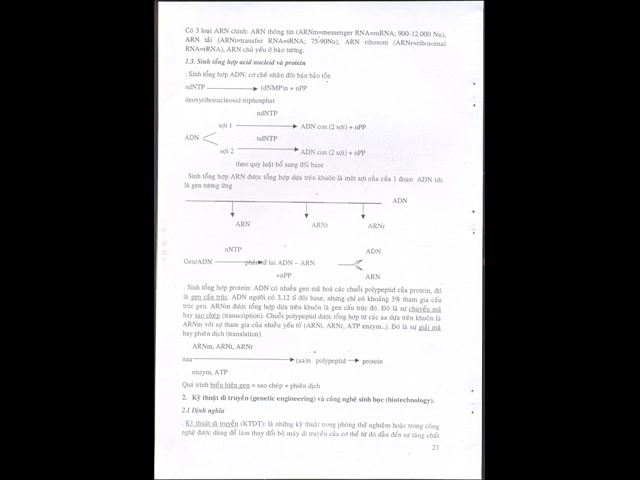 Có 3 loại ARN chính: ARN thông tin (ARNm=messenger RNA=mRNA; 900-12.000 Nu),
ARN tải (ARNt=transfer RNA=tRNA; 75-90Nu), ARN ribosom (ARNr=ribosomal
RNA=rRNA), ARN chủ yếu ở bào tương.
1.3. Sinh tổng hợp acid nucleid và protein
. Sinh tổng hợp ADN: cơ chế nhân đôi bán bảo tồn
ndNTP (dNMP)n + nPP
deoxyribonucleosid triphosphat
ndNTP
sợi 1 ADN con (2 sợi) + nPP
ADN ndNTP
sợi 2 ADN con (2 sợi) + nPP
theo quy luật bổ sung đôi base
. Sinh tổng hợp ARN được tổng hợp dựa trên khuôn là một sợi của của 1 đoạn ADN tức
là gen tương ứng
ADN
ARN ARNt ARNr
nNTP ADN
Gen/ADN phân tử lai ADN – ARN
+nPP ARN
. Sinh tổng hợp protein: ADN có nhiều gen mã hoá các chuỗi polypeptid của protein, đó
là gen cấu trúc. ADN người có 3,12 tỉ đôi base, nhưng chỉ có khoảng 3% tham gia cấu
trúc gen. ARNm được tổng hợp dựa trên khuôn là gen cấu trúc đó. Đó là sự chuyển mã
hay sao chép (transcription). Chuỗi polypeptid được tổng hợp từ các aa dựa trên khuôn là
ARNm với sự tham gia của nhiều yếu tố (ARNt, ARNr, ATP enzym...). Đó là sự giải mã
hay phiên dịch (translation)
ARNm, ARNt, ARNr
naa (aa)n polypeptid protein
enzym, ATP
Quá trình biểu hiện gen = sao chép + phiên dịch
2. Kỹ thuật di truyền (genetic engineering) và công nghệ sinh học (biotechnology).
2.1 Định nghĩa
. Kỹ thuật di truyền (KTDT): là những kỹ thuật trong phòng thử nghiệm hoặc trong công
nghệ được dùng để làm thay đổi bộ máy di truyền của cơ thể từ đó dẫn đến sự tăng chất
23